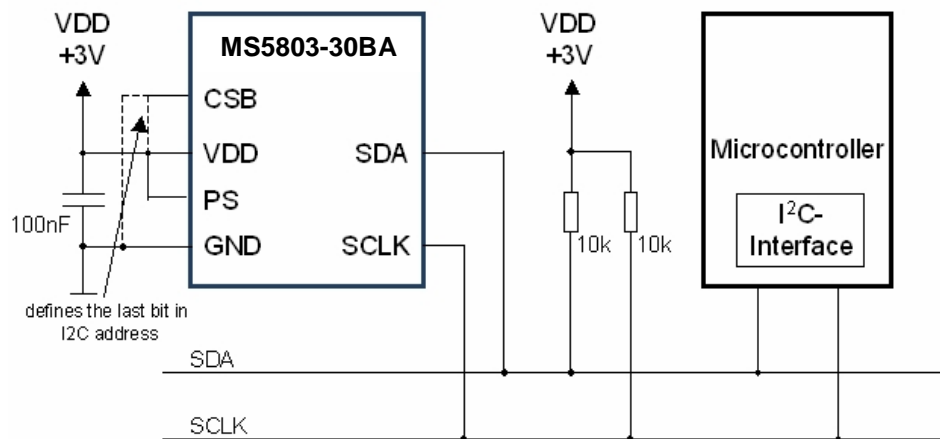 VDD
+3V
MS5803-30BA
CSB
VDD
PS
GND
SDA
SCLK
100nF
defines the last bit in
I2C address
VDD
+3V
10k
10k
Microcontroller
I²C-
Interface
SDA
SCLK